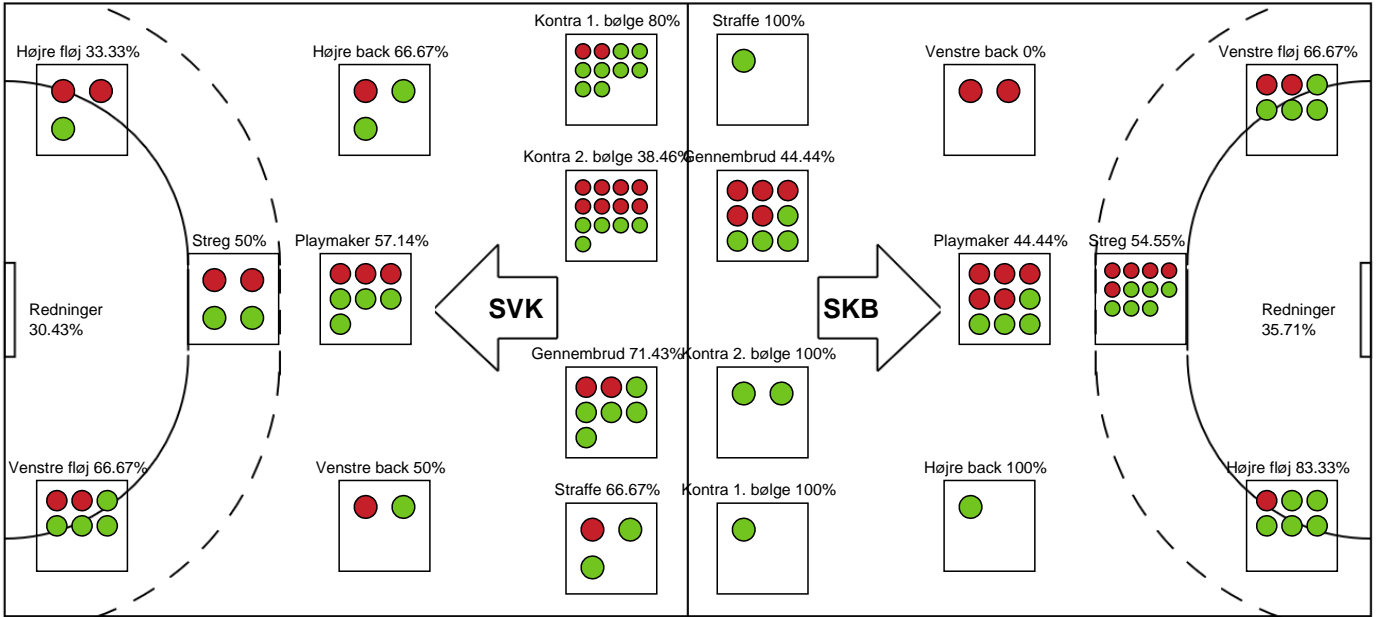 Kontra 1. bølge 80%
Straffe 100%
Højre fløj 33.33%
Højre back 66.67%
Venstre back 0%
Venstre fløj 66.67%
Kontra 2. bølge 38.46%
Gennembrud 44.44%
Streg 50%
Playmaker 57.14%
Playmaker 44.44%
Streg 54.55%
Redninger
30.43%
SVK
SKB
Redninger
35.71%
Gennembrud 71.43%
Kontra 2. bølge 100%
Venstre fløj 66.67%
Venstre back 50%
Højre back 100%
Højre fløj 83.33%
Straffe 66.67%
Kontra 1. bølge 100%